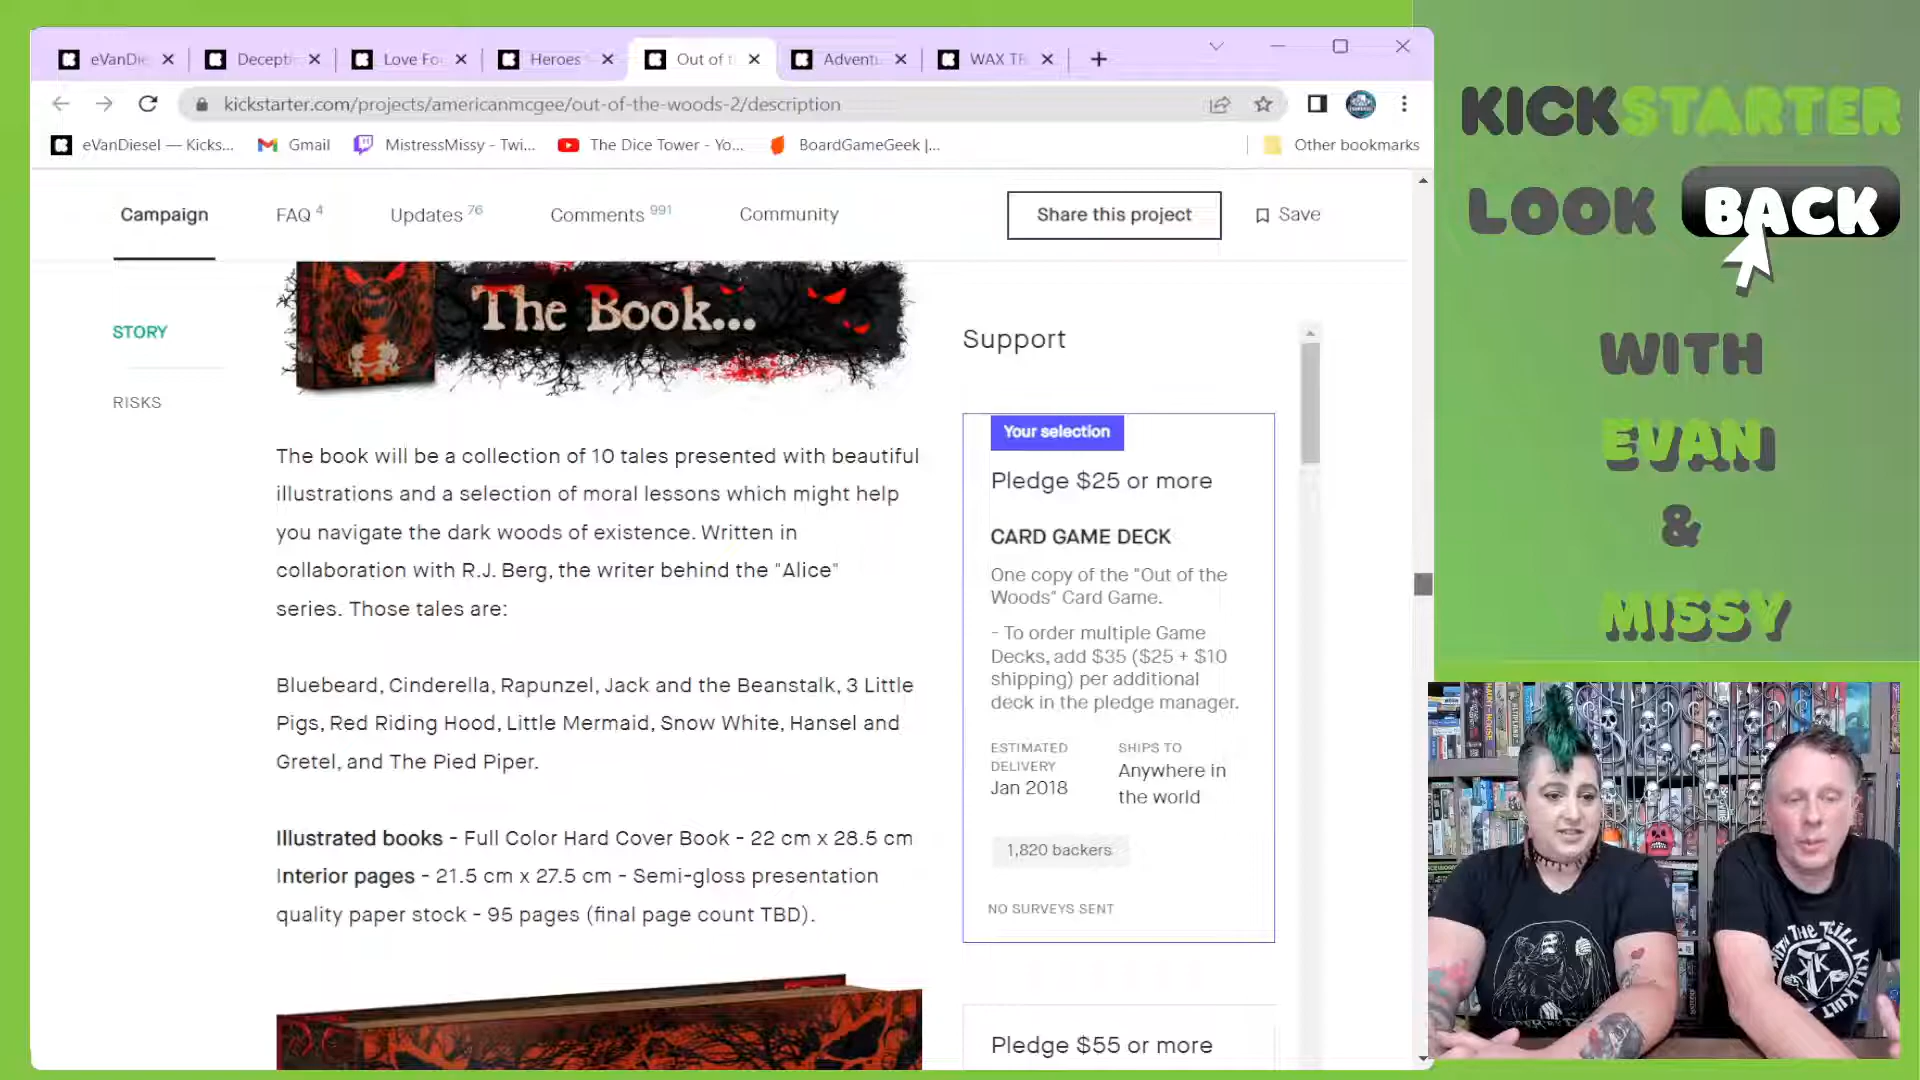 eVanDie
Decepti
Love Fo
Heroes
Out of t
Adventu
WAX TR
kickstarter.com/projects/americanmcgee/out-of-the-woods-2/description
eVanDiesel — Kicks...
Gmail
MistressMissy - Twi...
The Dice Tower - Yo...
BoardGameGeek |...
Other bookmarks
Campaign
FAQ 4
Updates 76
Comments 991
Community
Share this project
Save
STORY
RISKS
The Book...
The book will be a collection of 10 tales presented with beautiful
illustrations and a selection of moral lessons which might help
you navigate the dark woods of existence. Written in
collaboration with R.J. Berg, the writer behind the "Alice"
series. Those tales are:
Bluebeard, Cinderella, Rapunzel, Jack and the Beanstalk, 3 Little
Pigs, Red Riding Hood, Little Mermaid, Snow White, Hansel and
Gretel, and The Pied Piper.
Illustrated books - Full Color Hard Cover Book - 22 cm x 28.5 cm
Interior pages - 21.5 cm x 27.5 cm - Semi-gloss presentation
quality paper stock - 95 pages (final page count TBD).
Support
Your selection
Pledge $25 or more
CARD GAME DECK
One copy of the "Out of the
Woods" Card Game.
- To order multiple Game
Decks, add $35 ($25 + $10
shipping) per additional
deck in the pledge manager.
ESTIMATED
DELIVERY
Jan 2018
SHIPS TO
Anywhere in
the world
1,820 backers
NO SURVEYS SENT
Pledge $55 or more
KICKSTARTER
LOOK BACK
WITH
EVAN
&
MISSY